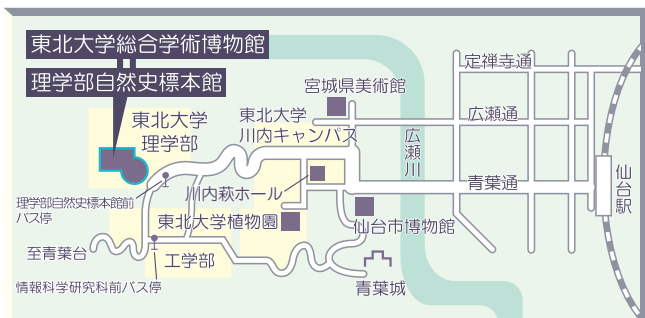 東北大学総合学術博物館
理学部自然史標本館
定禅寺通
宮城県美術館
東北大学
理学部
東北大学
川内キャンパス
広瀬通
広瀬川
青葉通
仙台駅
川内萩ホール
理学部自然史標本館前
バス停
東北大学植物園
仙台市博物館
至青葉台
工学部
情報科学研究科前バス停
青葉城